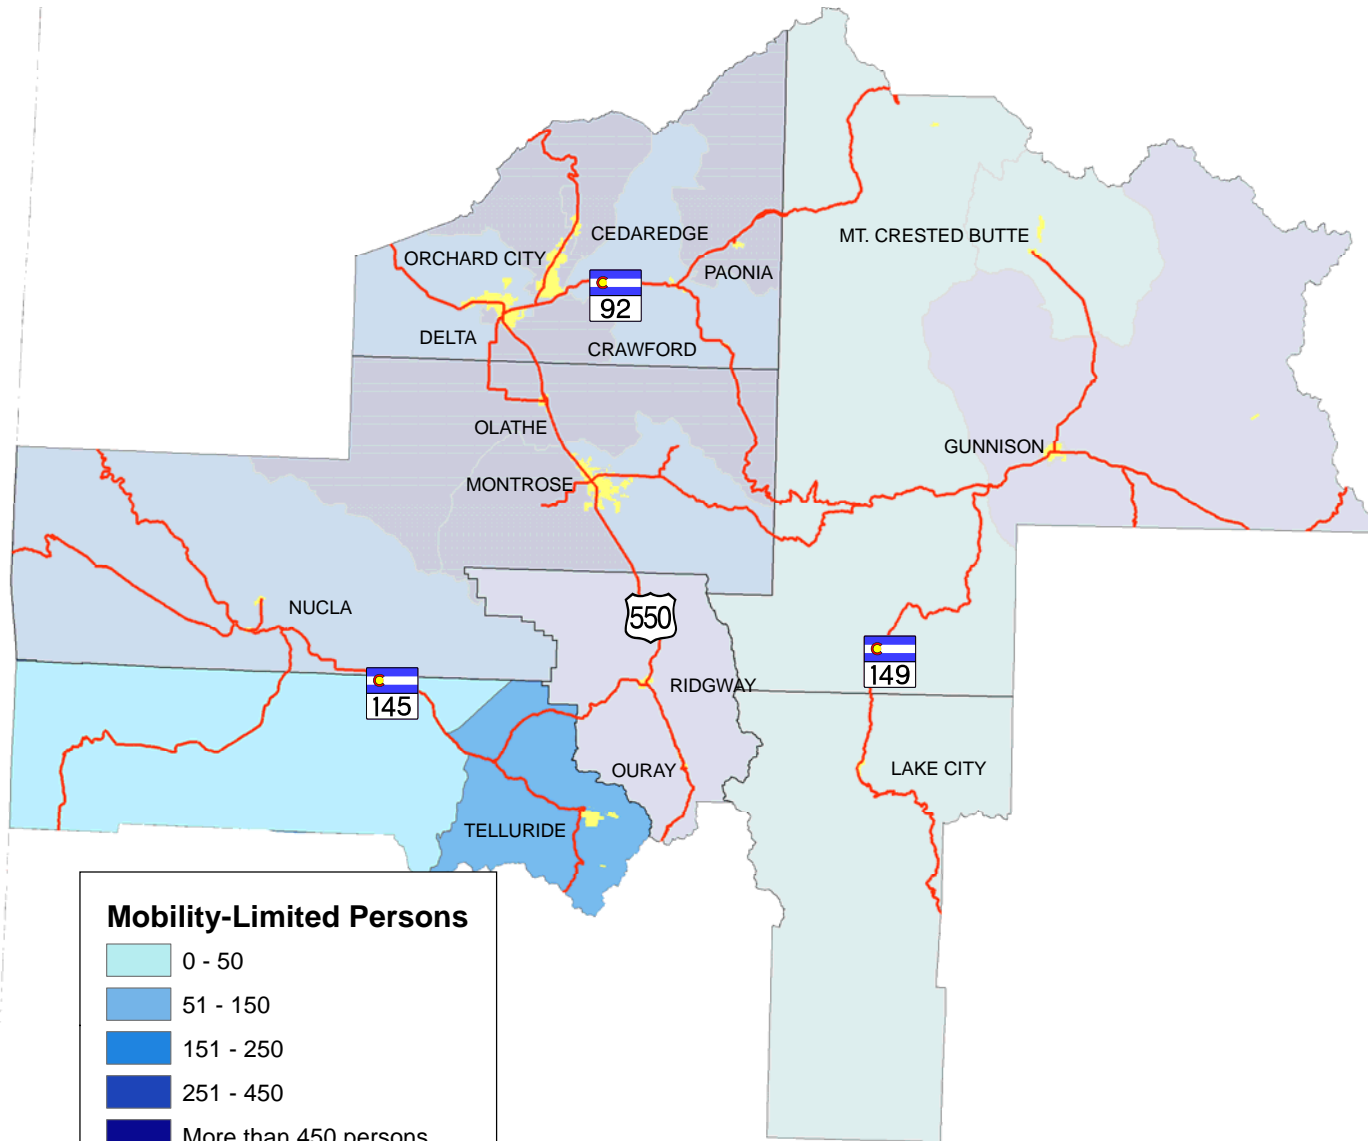 CEDAREDGE
MT. CRESTED BUTTE
ORCHARD CITY
PAONIA
92
DELTA
CRAWFORD
OLATHE
GUNNISON
MONTROSE
NUCLA
550
149
RIDGWAY
145
OURAY
LAKE CITY
TELLURIDE
Mobility-Limited Persons
0 - 50
51 - 150
151 - 250
251 - 450
More than 450 persons